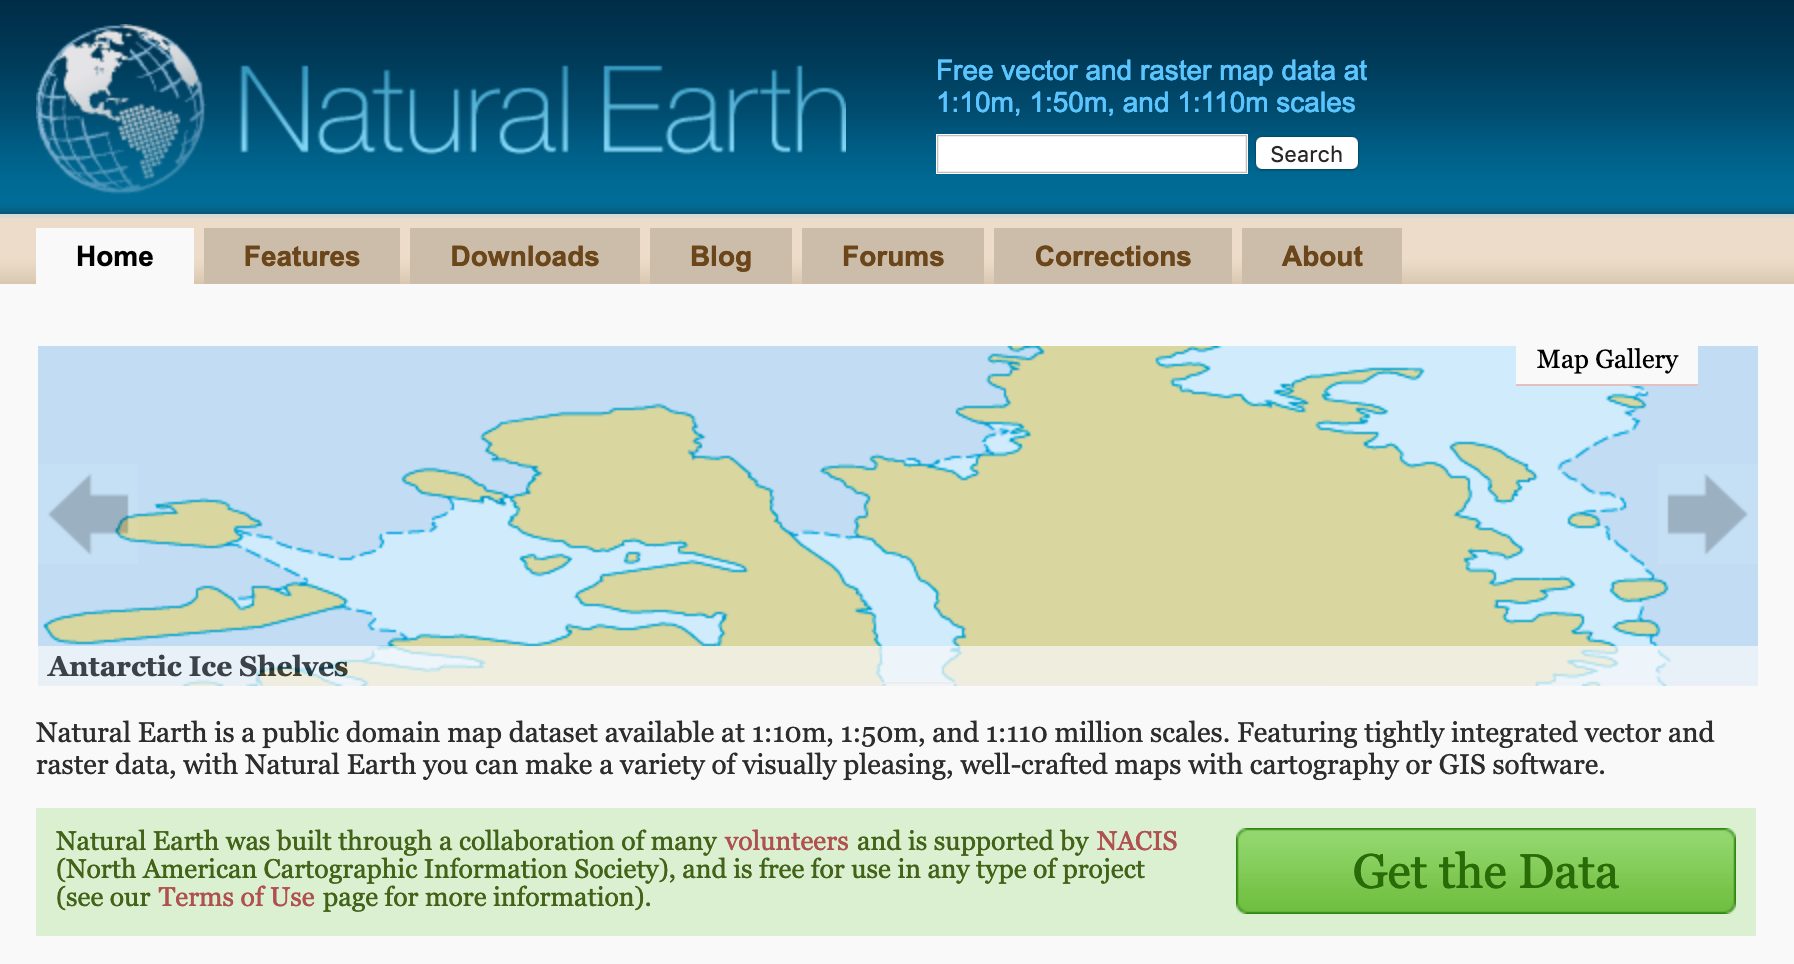 Natural Earth
Free vector and raster map data at
1:10m, 1:50m, and 1:110m scales
Search
Home
Features
Downloads
Blog
Forums
Corrections
About
Map Gallery
Antarctic Ice Shelves
Natural Earth is a public domain map dataset available at 1:10m, 1:50m, and 1:110 million scales. Featuring tightly integrated vector and
raster data, with Natural Earth you can make a variety of visually pleasing, well-crafted maps with cartography or GIS software.
Natural Earth was built through a collaboration of many volunteers and is supported by NACIS
(North American Cartographic Information Society), and is free for use in any type of project
(see our Terms of Use page for more information).
Get the Data